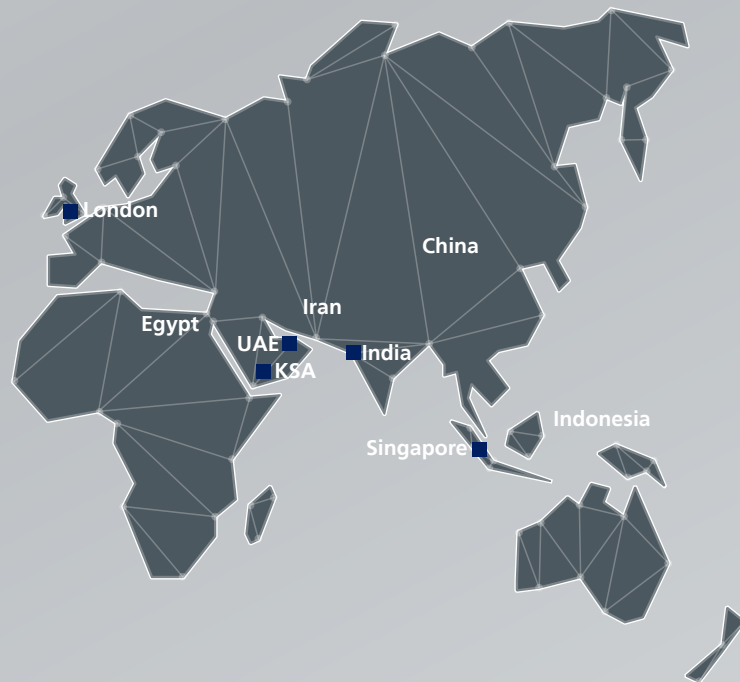 London
China
Iran
Egypt
UAE
India
KSA
Indonesia
Singapore